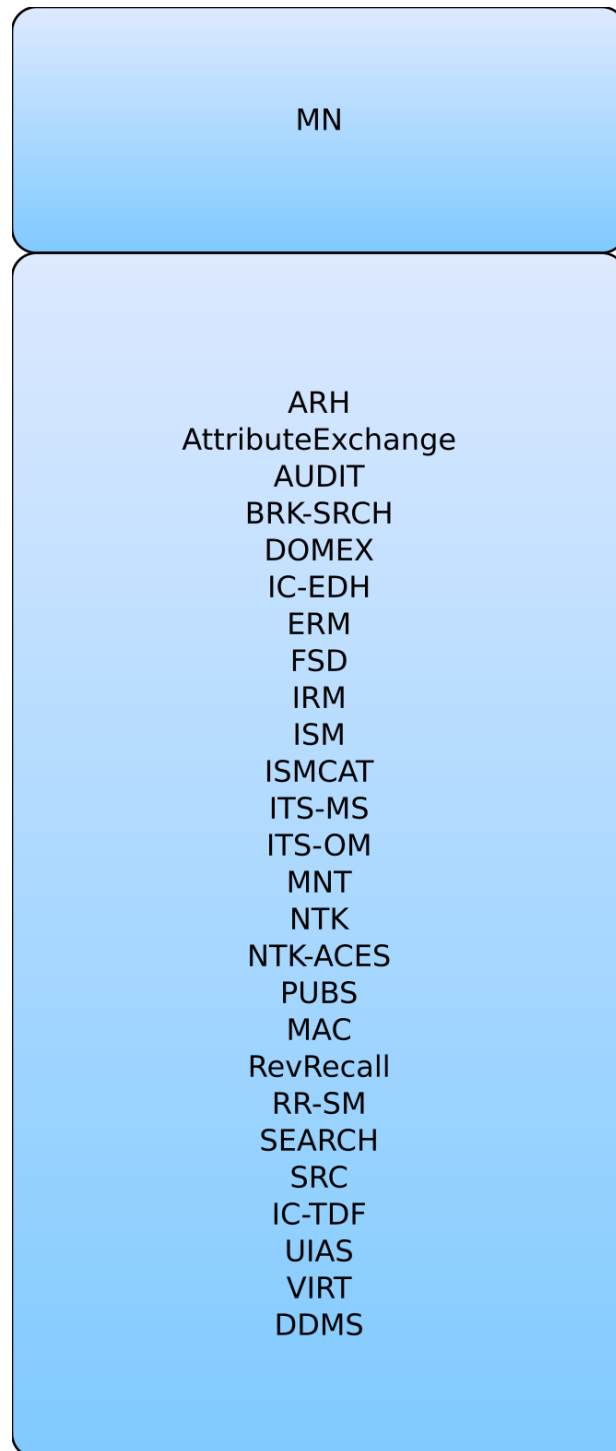 MN
ARH
AttributeExchange
AUDIT
BRK-SRCH
DOMEX
IC-EDH
ERM
FSD
IRM
ISM
ISMCAT
ITS-MS
ITS-OM
MNT
NTK
NTK-ACES
PUBS
MAC
RevRecall
RR-SM
SEARCH
SRC
IC-TDF
UIAS
VIRT
DDMS